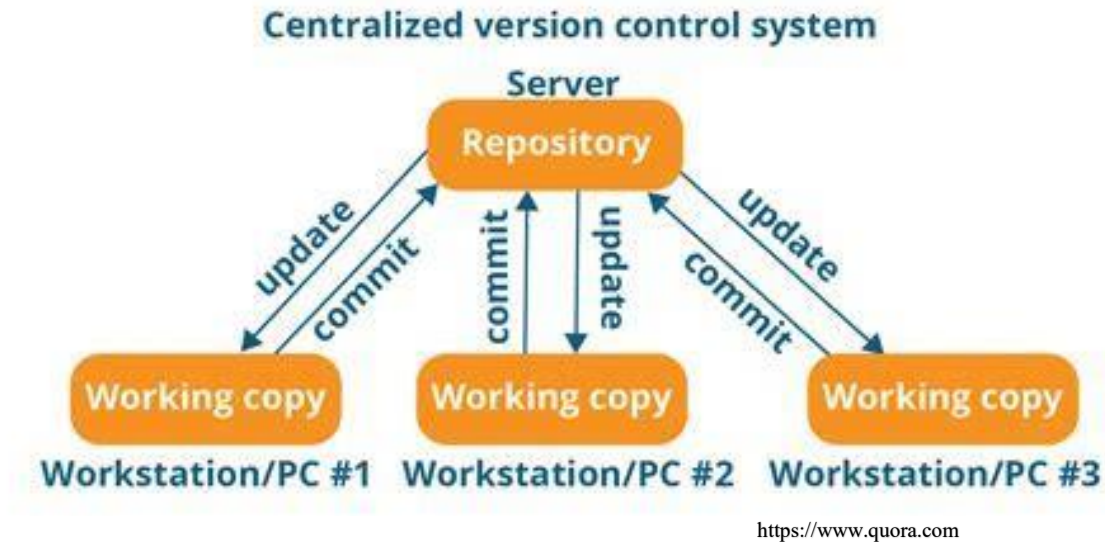 Centralized version control system
Server
Repository
update
commit
commit
update
commit
update
Working copy
Working copy
Working copy
Workstation/PC #1
Workstation/PC #2
Workstation/PC #3
https://www.quora.com